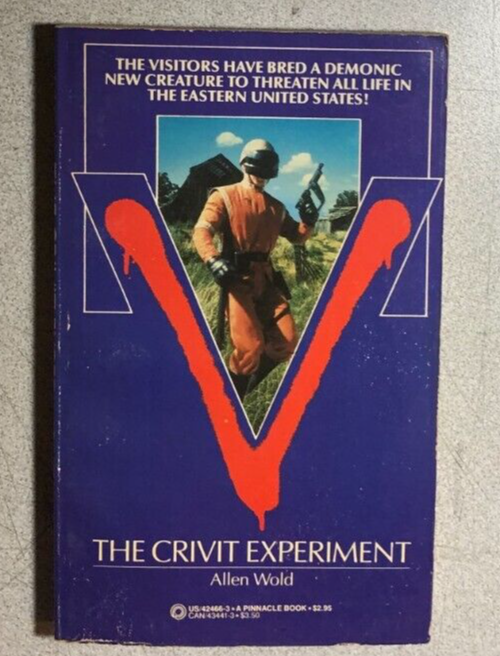 THE VISITORS HAVE BRED A DEMONIC
NEW CREATURE TO THREATEN ALL LIFE IN
THE EASTERN UNITED STATES!
V
THE CRIVIT EXPERIMENT
Allen Wold
US/42466-3 • A PINNACLE BOOK • $2.95
CAN/43441-3 • $3.50